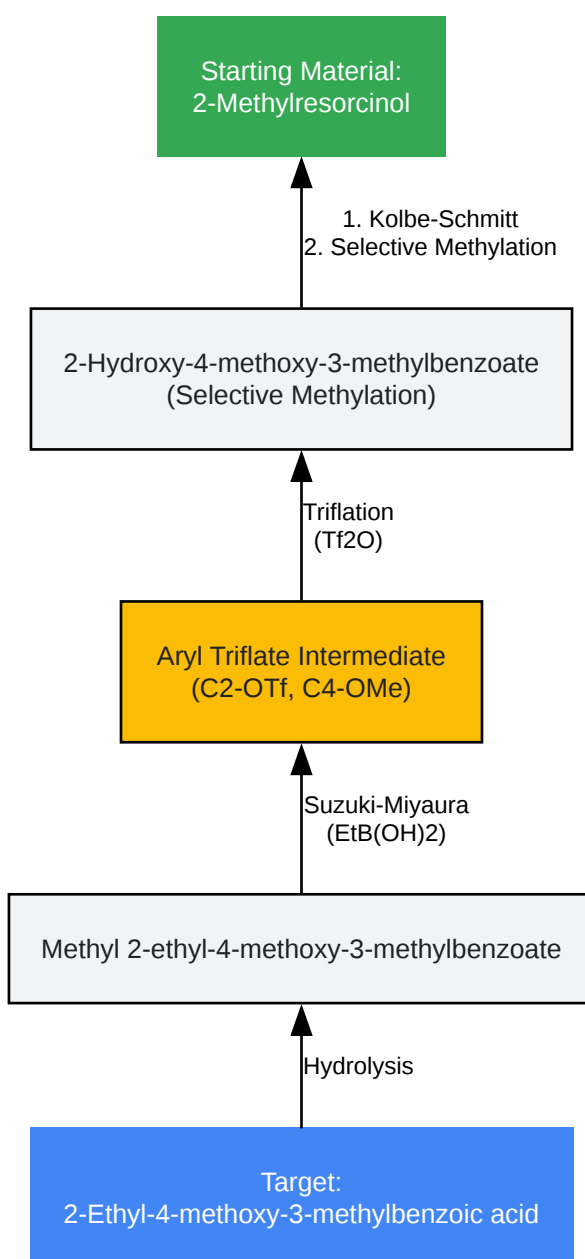 Starting Material:
2-Methylresorcinol
1. Kolbe-Schmitt
2. Selective Methylation
2-Hydroxy-4-methoxy-3-methylbenzoate
(Selective Methylation)
Triflation
(Tf2O)
Aryl Triflate Intermediate
(C2-OTf, C4-OMe)
Suzuki-Miyaura
(EtB(OH)2)
Methyl 2-ethyl-4-methoxy-3-methylbenzoate
Hydrolysis
Target:
2-Ethyl-4-methoxy-3-methylbenzoic acid